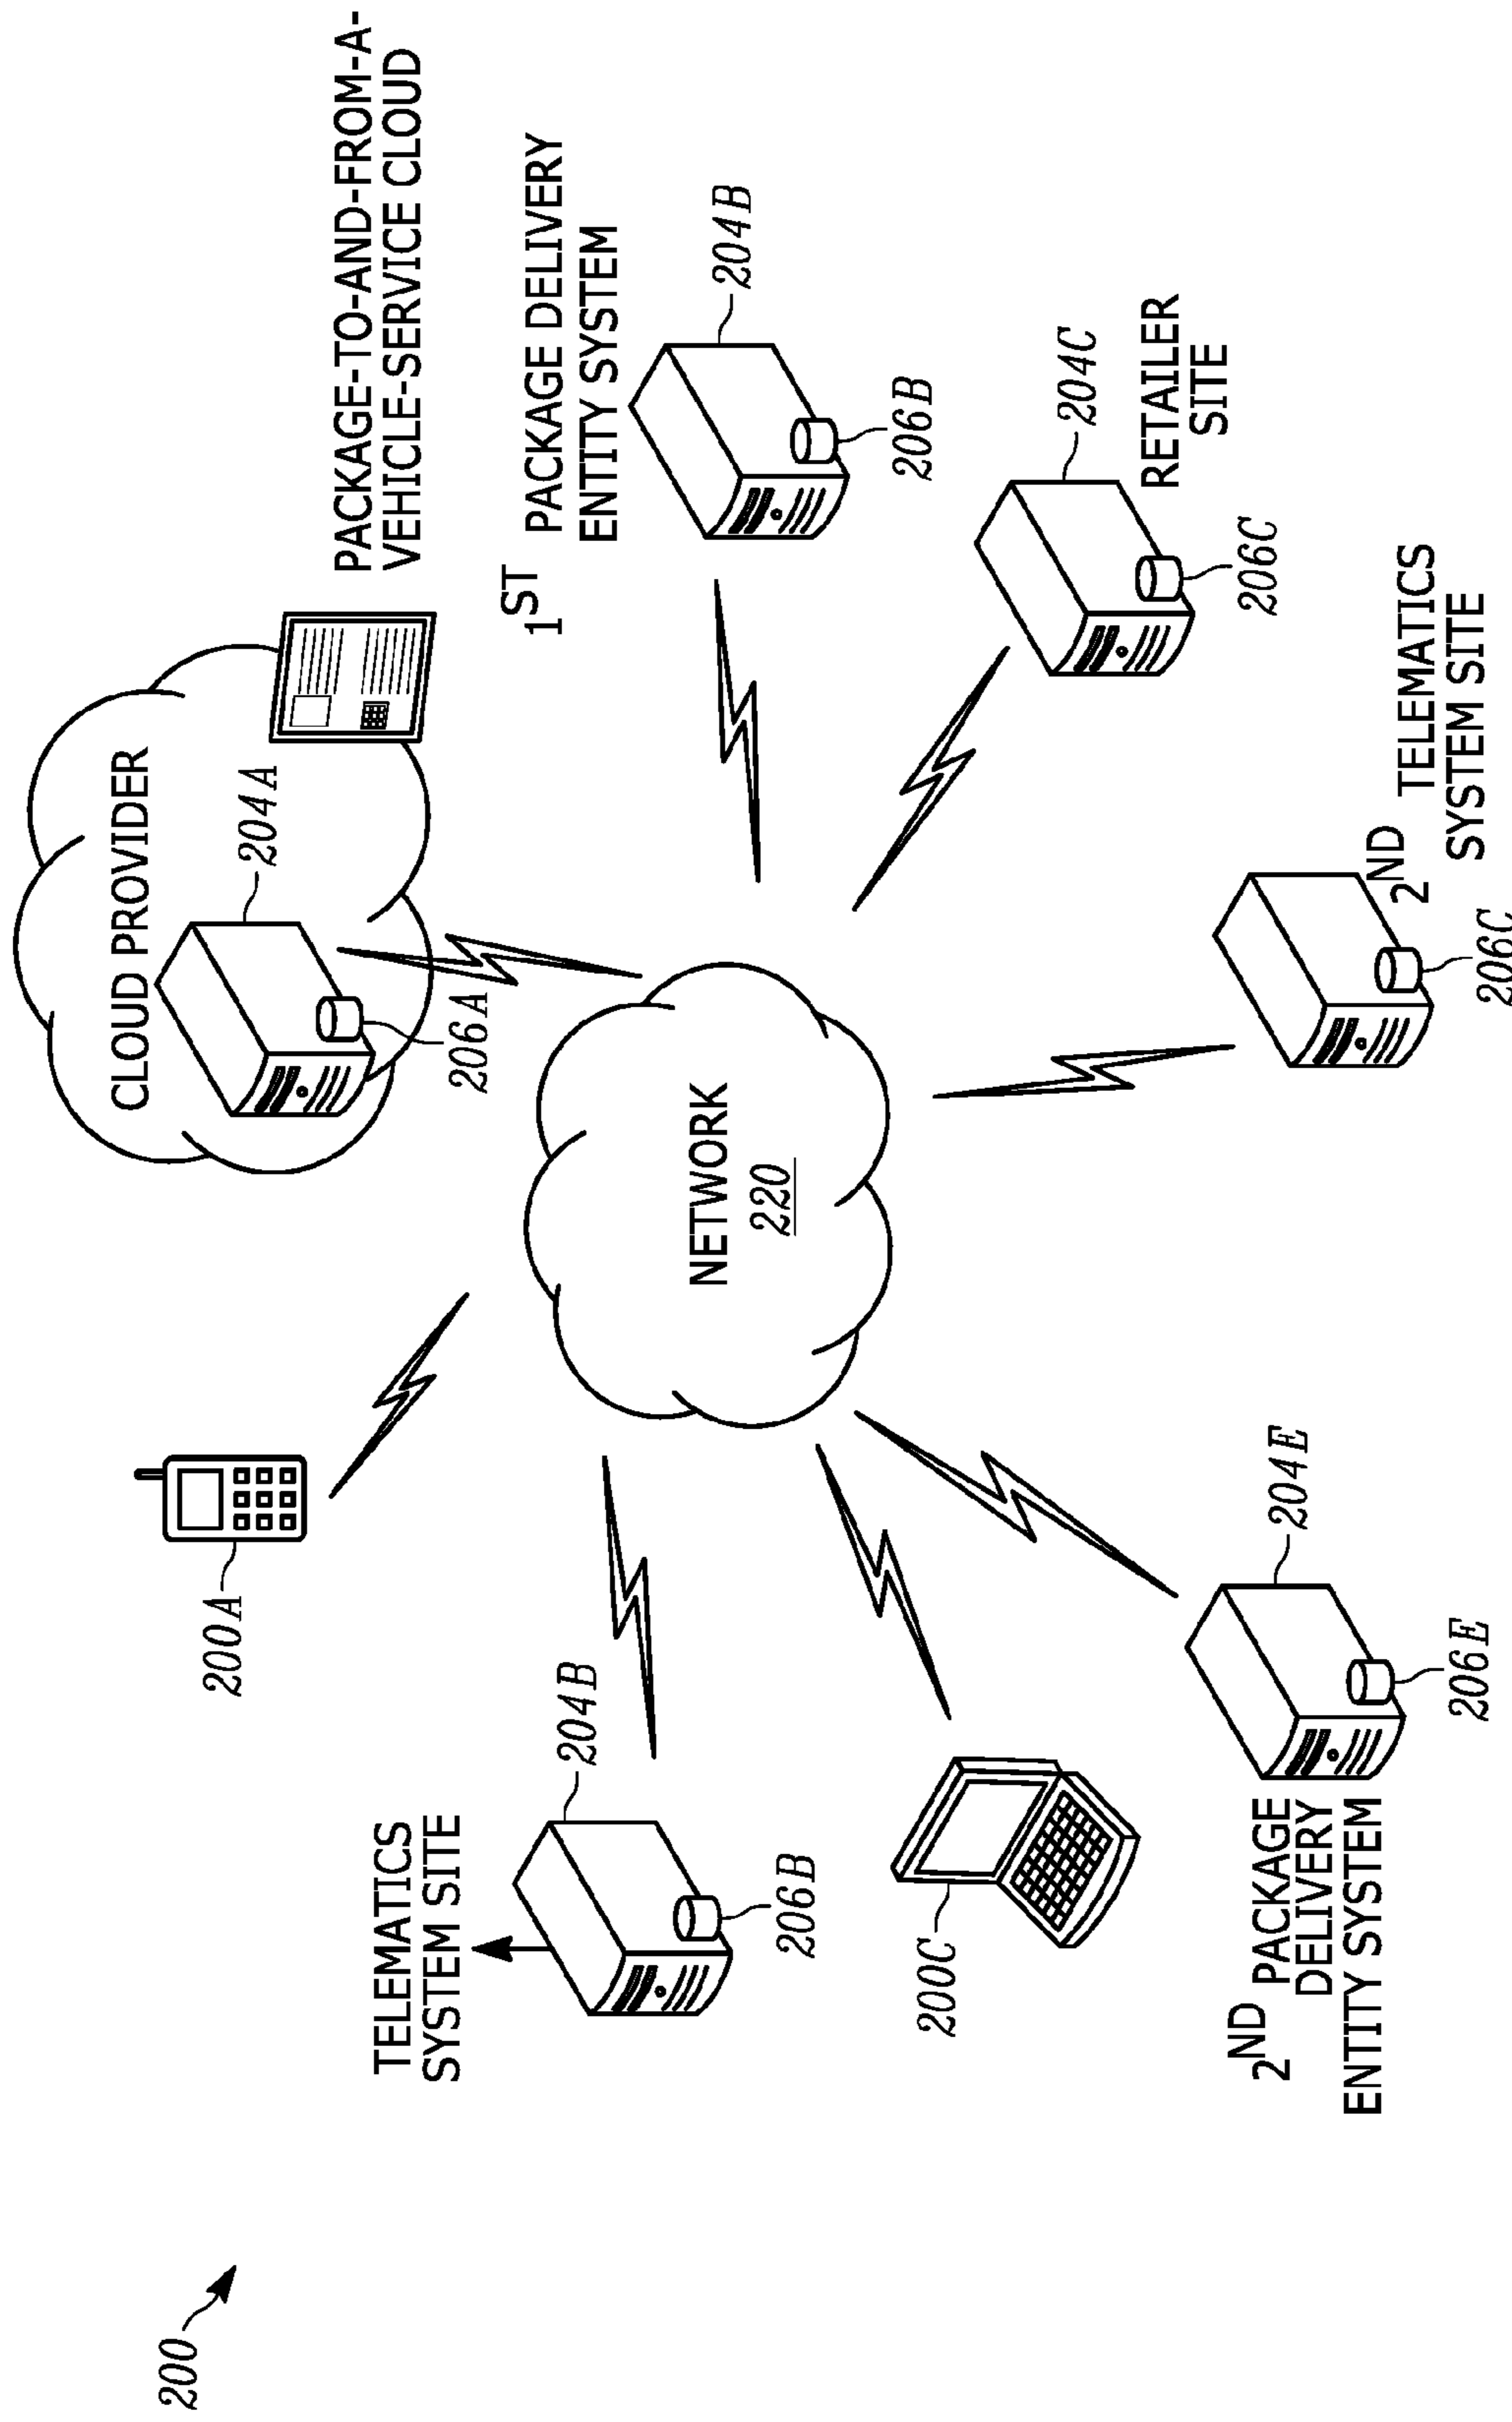 200
200A
CLOUD PROVIDER
204A
206A
PACKAGE-TO-AND-FROM-A-
VEHICLE-SERVICE CLOUD
TELEMATICS
SYSTEM SITE
204B
206B
NETWORK
220
1ST PACKAGE DELIVERY
ENTITY SYSTEM
204B
206B
200C
204C
206C
RETAILER
SITE
2ND PACKAGE
DELIVERY
ENTITY SYSTEM
204E
206E
2ND TELEMATICS
SYSTEM SITE
206C